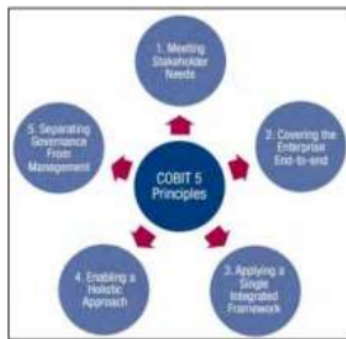 1. Meeting
Stakeholder
Needs
2. Covering the
Enterprise
End-to-end
3. Applying a
Single
Integrated
Framework
4. Enabling a
Holistic
Approach
5. Separating
Governance
From
Management
COBIT 5
Principles